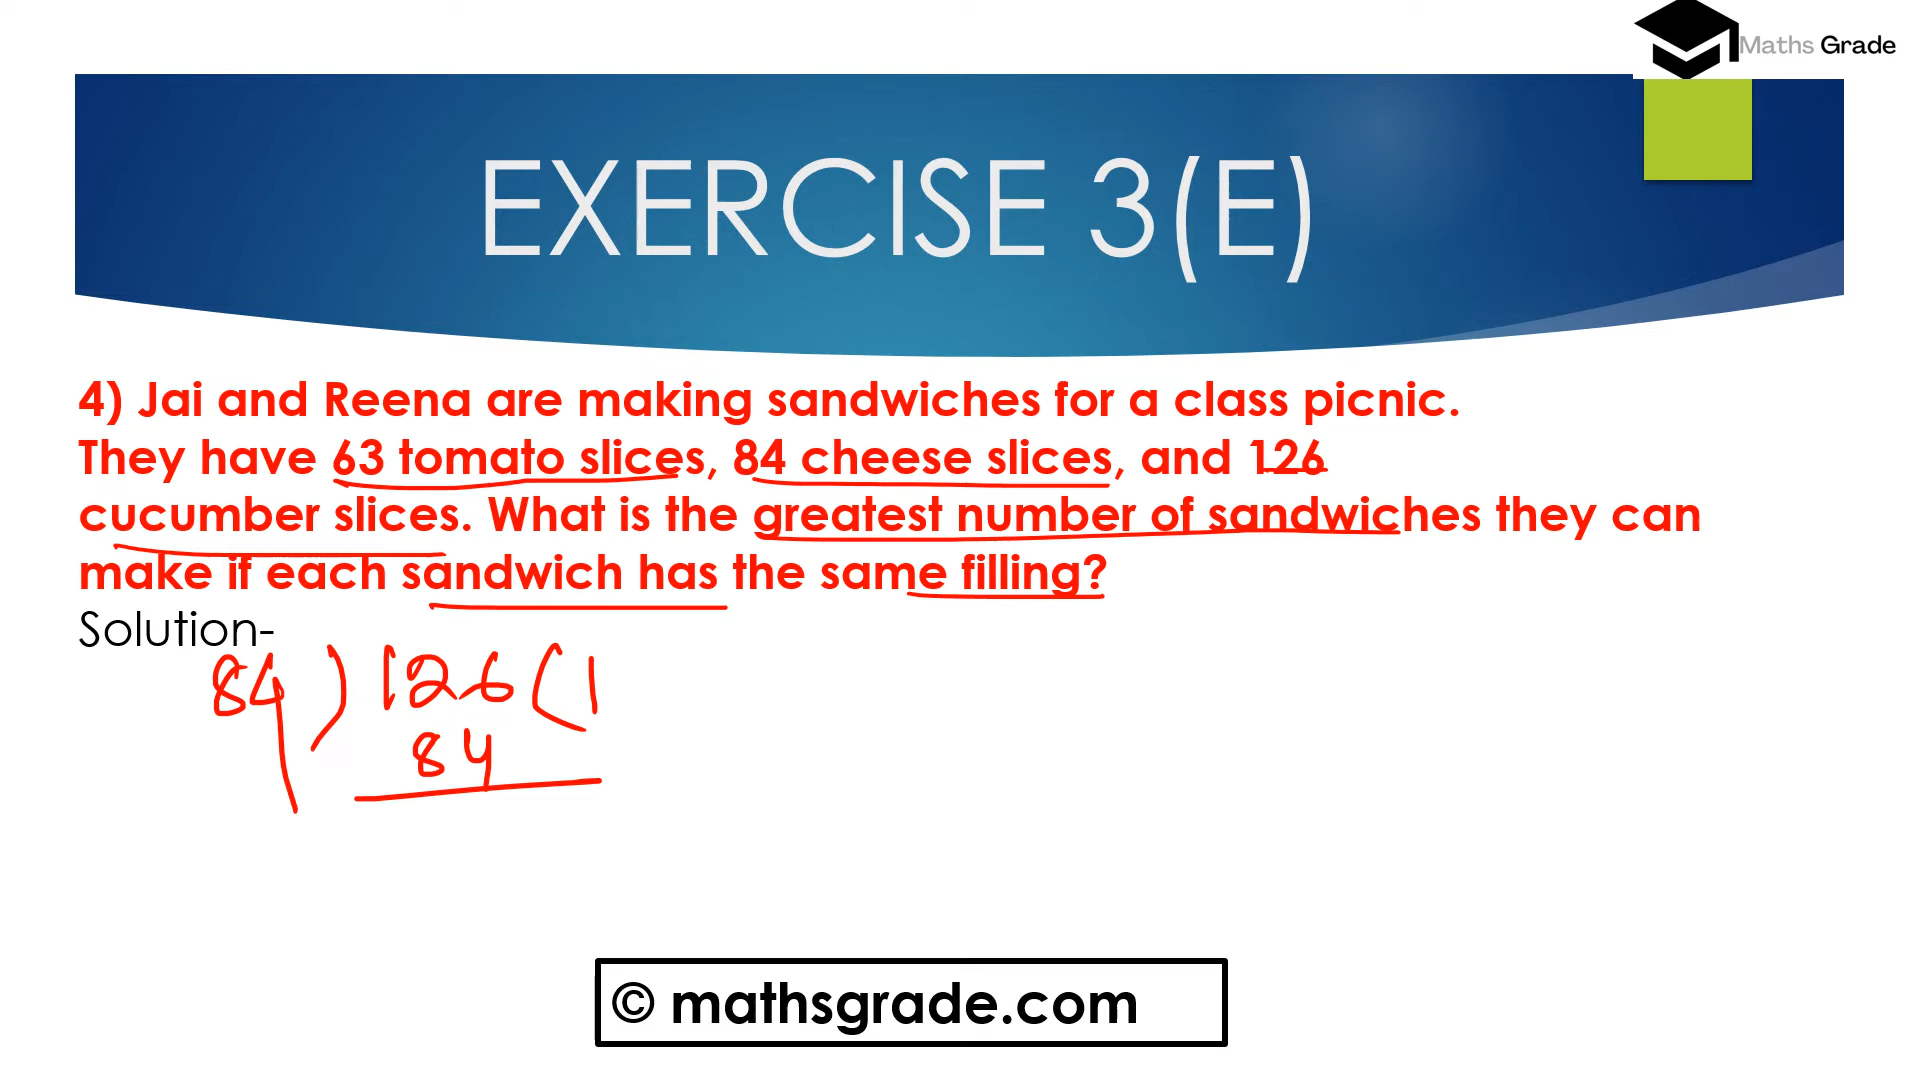 Maths Grade
EXERCISE 3(E)
4) Jai and Reena are making sandwiches for a class picnic.
They have 63 tomato slices, 84 cheese slices, and 126
cucumber slices. What is the greatest number of sandwiches they can
make if each sandwich has the same filling?
Solution-
84 ) 126 ( 1
84
© mathsgrade.com